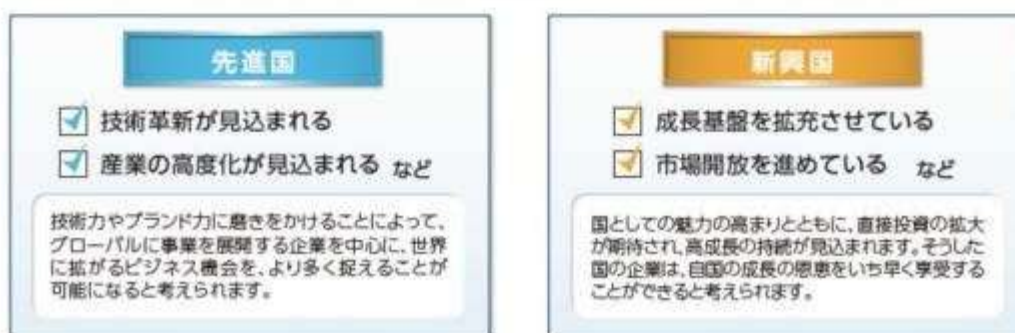 先進国
技術革新が見込まれる
産業の高度化が見込まれる など
技術力やブランド力に磨きをかけることによって、
グローバルに事業を展開する企業を中心に、世界
に拡がるビジネス機会を、より多く捉えることが
可能になると考えられます。
新興国
成長基盤を拡充させている
市場開放を進めている など
国としての魅力の高まりとともに、直接投資の拡大
が期待され、高成長の持続が見込まれます。そうした
国の企業は、自国の成長の恩恵をいち早く享受する
ことができると考えられます。